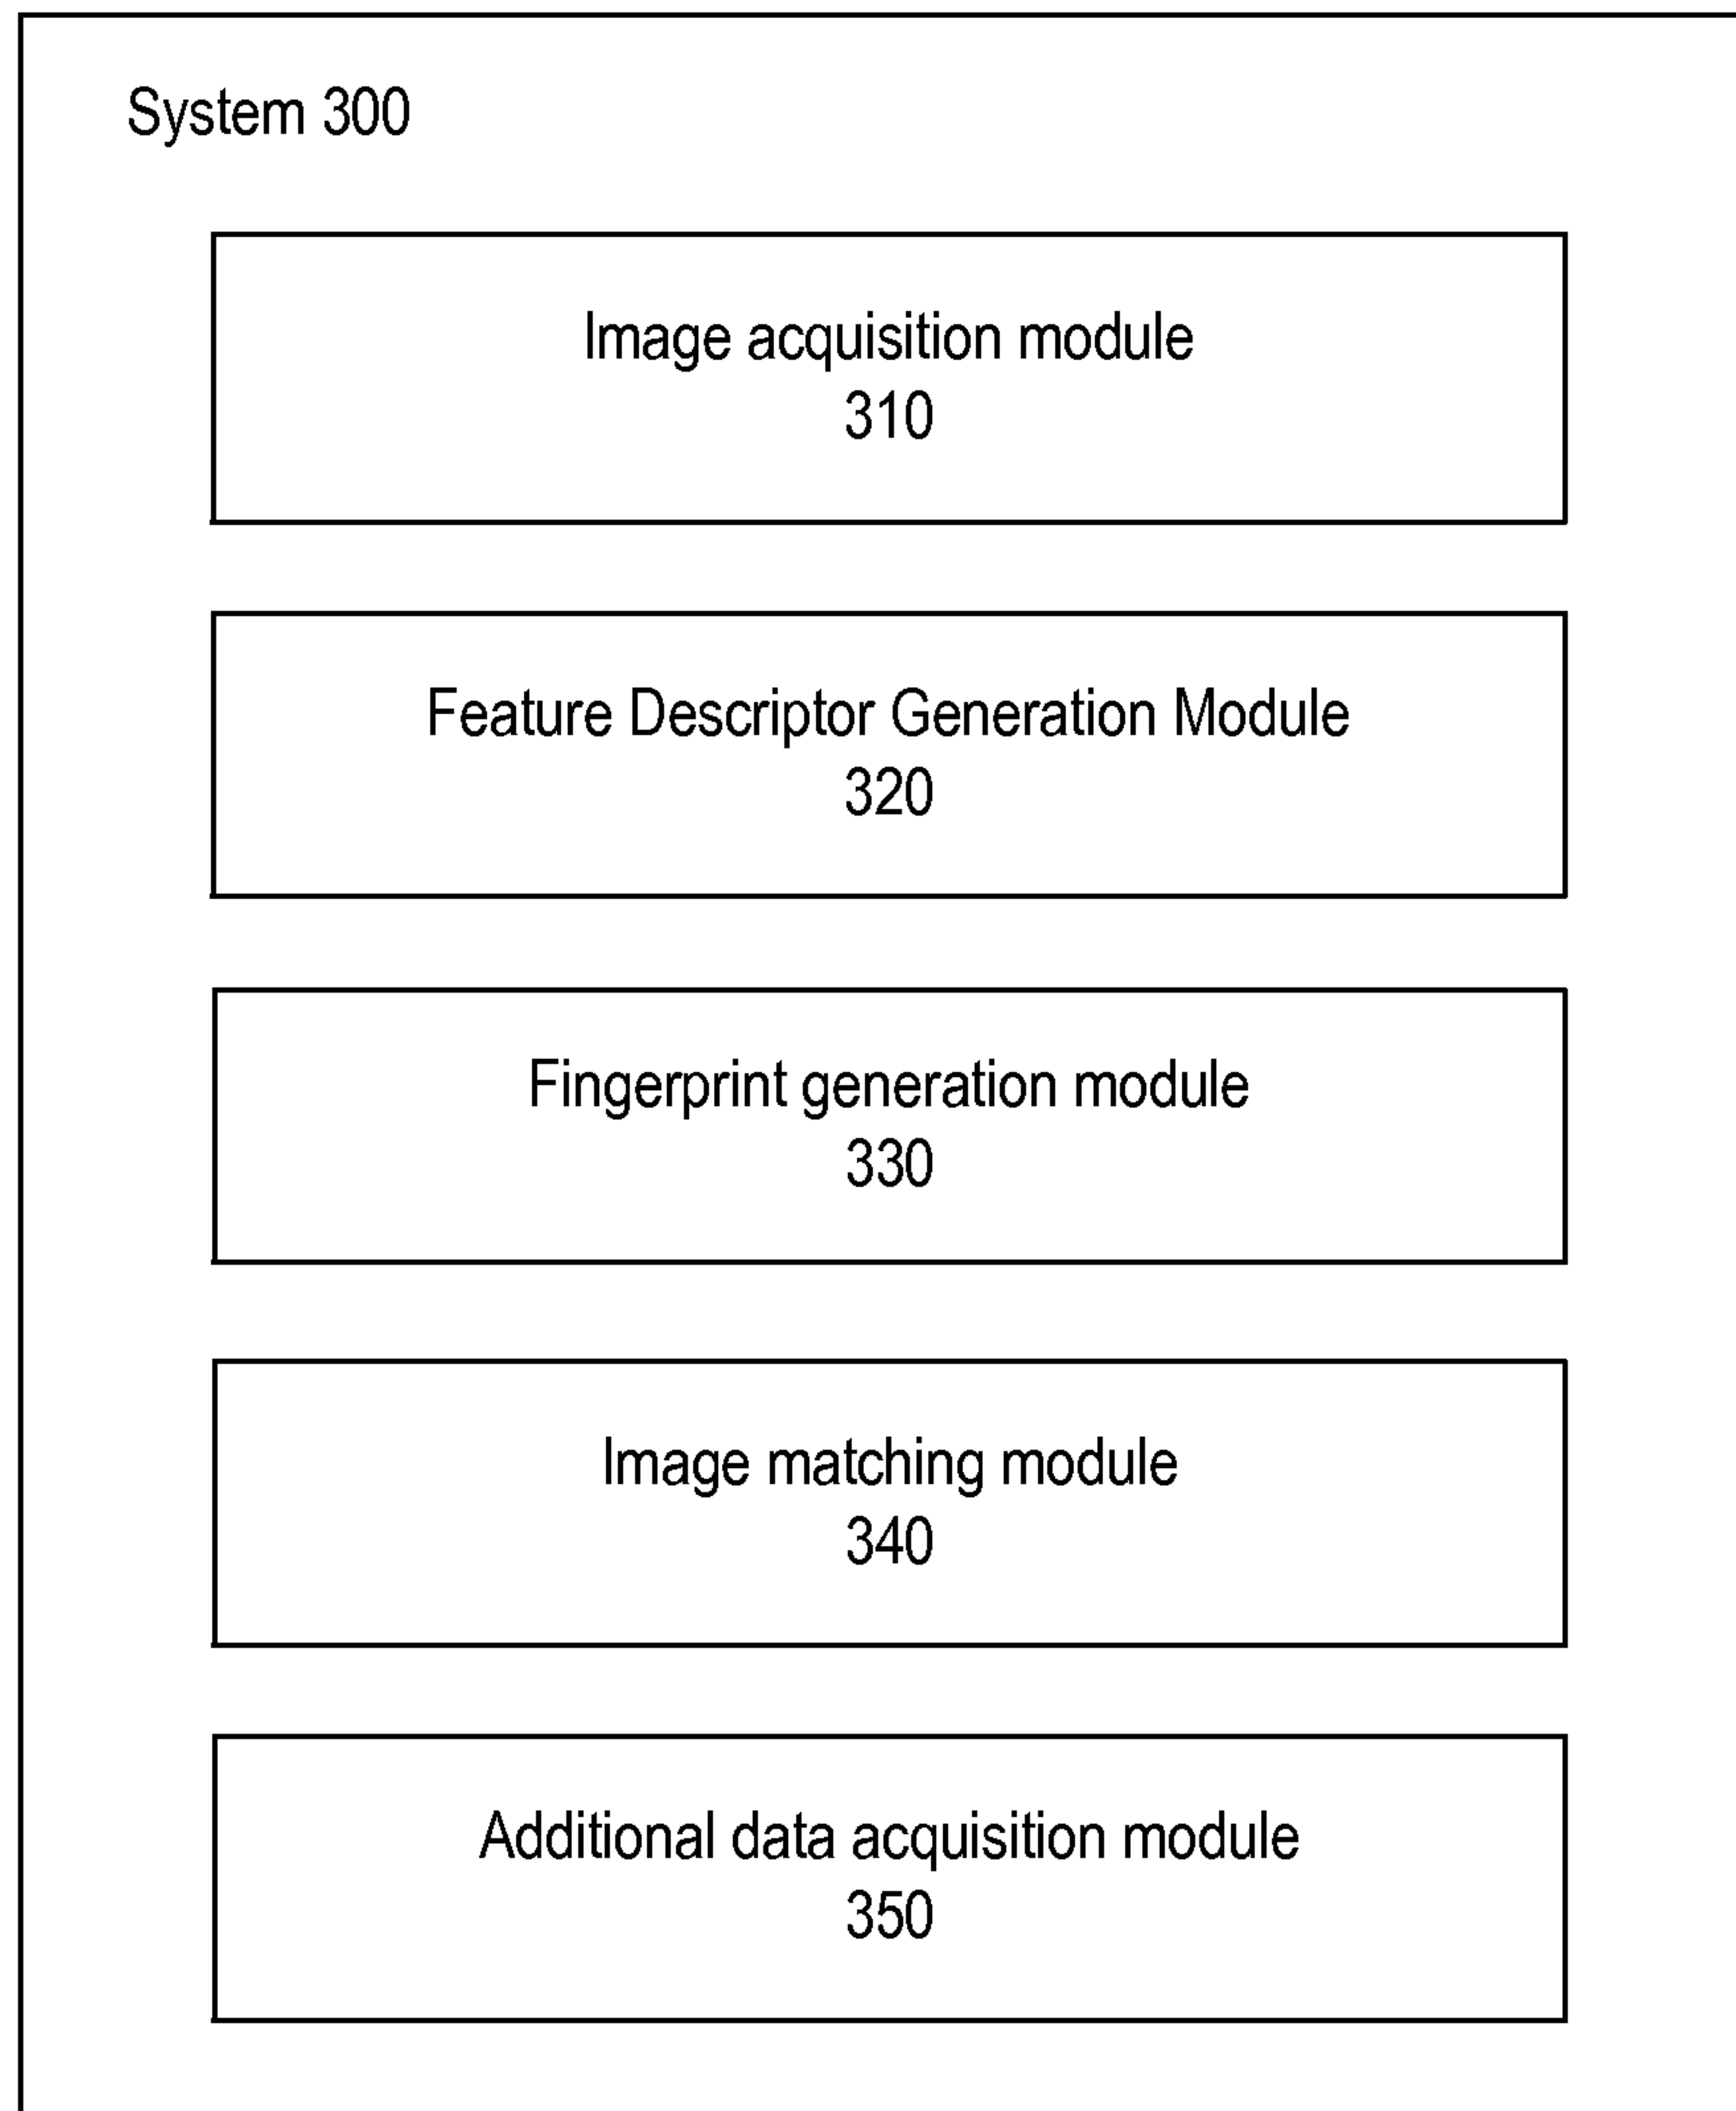 System 300
Image acquisition module
310
Feature Descriptor Generation Module
320
Fingerprint generation module
330
Image matching module
340
Additional data acquisition module
350